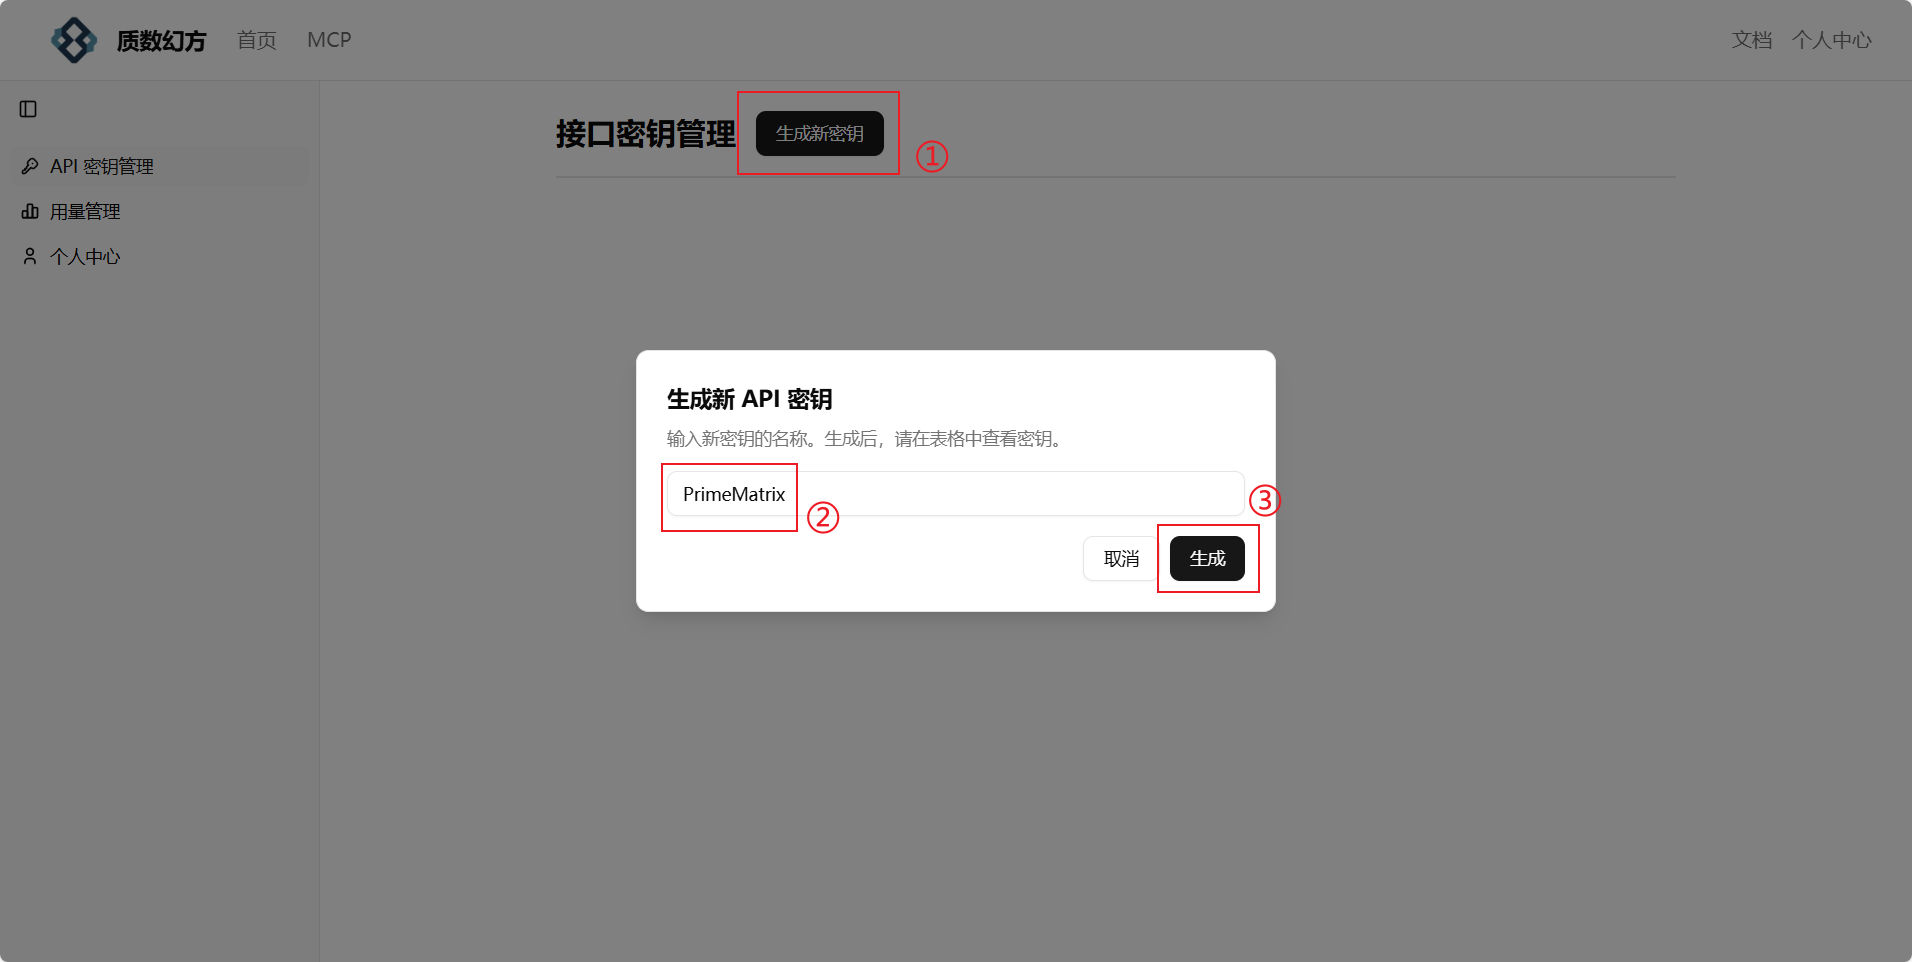 质数幻方 首页 MCP 文档 个人中心
API 密钥管理
用量管理
个人中心
接口密钥管理 生成新密钥 ①
生成新 API 密钥
输入新密钥的名称。生成后，请在表格中查看密钥。
PrimeMatrix ②
③
取消 生成